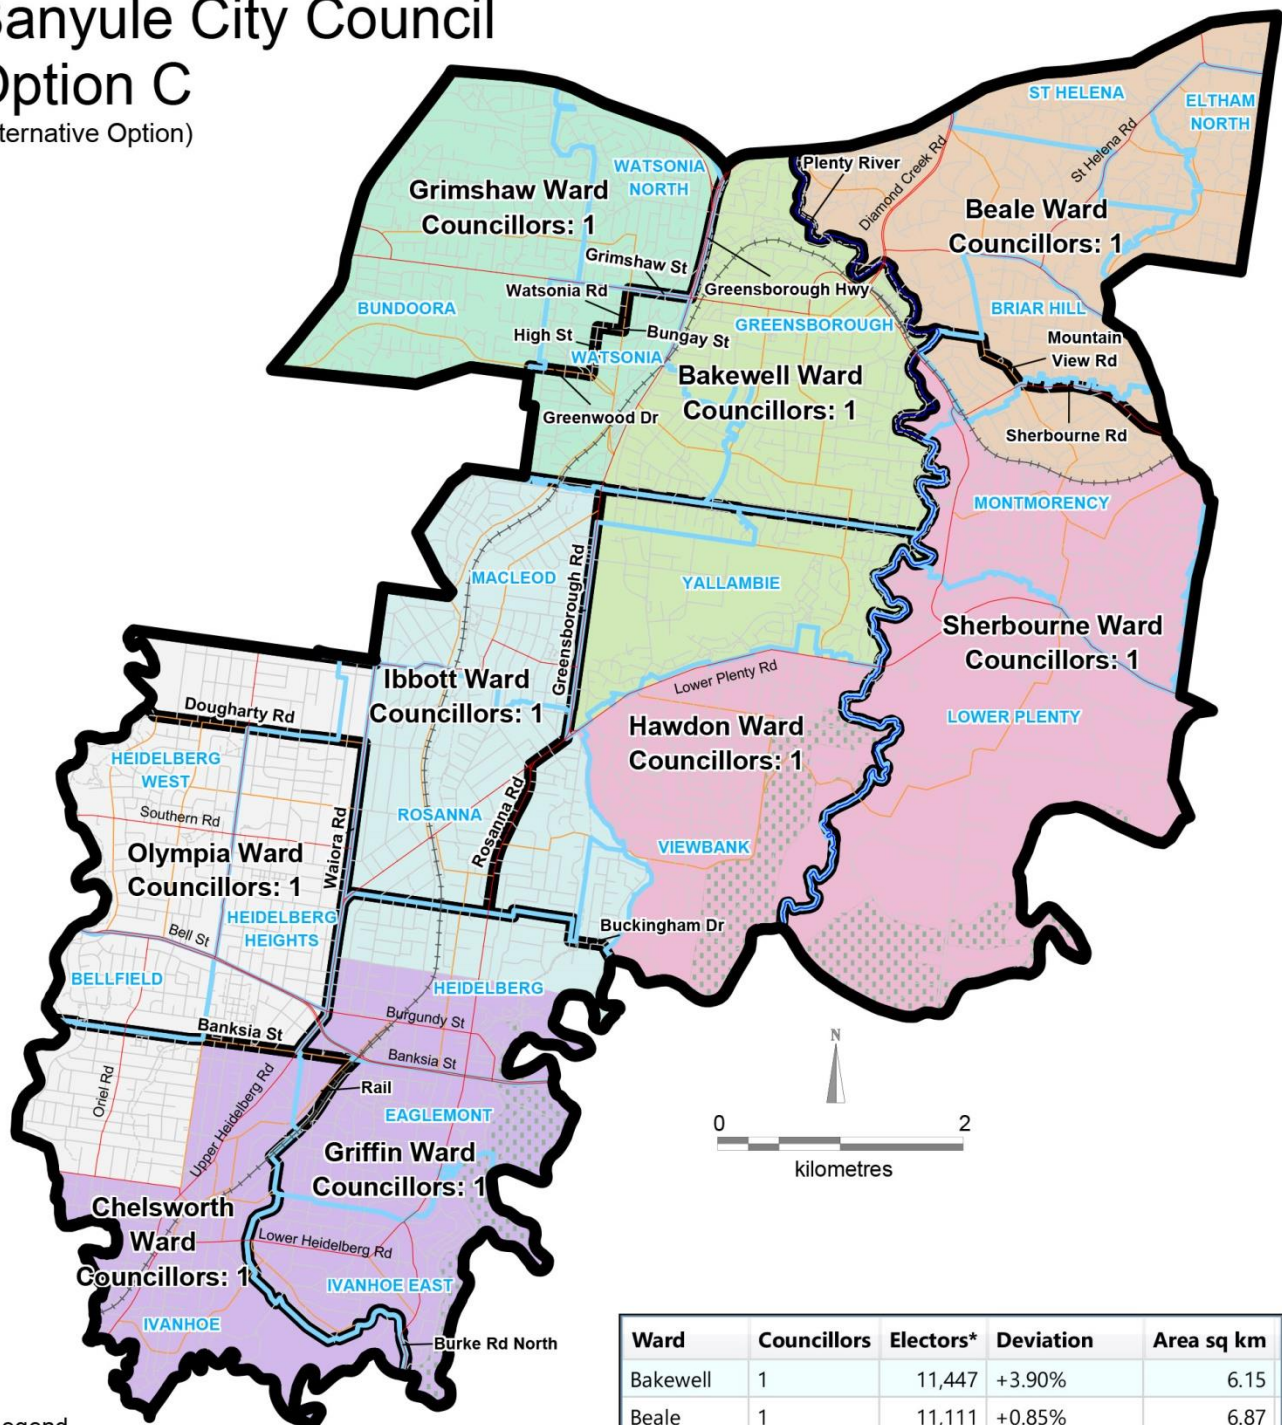 Banyule City Council
Option C
ternative Option)
ST HELENA
ELTHAM
NORTH
WATSONIA
NORTH
Plenty River
Diamond Creek Rd
St Helena Rd
Grimshaw Ward
Councillors: 1
Beale Ward
Councillors: 1
Grimshaw St
Watsonia Rd
Greensborough Hwy
BUNDOORA
BRIAR HILL
GREENSBOROUGH
High St
Bungay St
Mountain
View Rd
WATSONIA
Bakewell Ward
Councillors: 1
Greenwood Dr
Sherbourne Rd
MONTMORENCY
Greensborough Rd
MACLEOD
YALLAMBIE
Sherbourne Ward
Councillors: 1
Ibbott Ward
Councillors: 1
Lower Plenty Rd
Dougharty Rd
Hawdon Ward
Councillors: 1
LOWER PLENTY
HEIDELBERG
WEST
Rosanna Rd
Southern Rd
ROSANNA
Waiora Rd
VIEWBANK
Olympia Ward
Councillors: 1
HEIDELBERG
HEIGHTS
Buckingham Dr
Bell St
BELLFIELD
HEIDELBERG
Burgundy St
Banksia St
Banksia St
N
Oriel Rd
Upper Heidelberg Rd
Rail
EAGLEMONT
0 2
kilometres
Griffin Ward
Councillors: 1
Chelsworth
Ward
Councillors: 1
Lower Heidelberg Rd
IVANHOE EAST
IVANHOE
Burke Rd North
Ward Councillors Electors* Deviation Area sq km
Bakewell 1 11,447 +3.90% 6.15
Beale 1 11,111 +0.85% 6.87